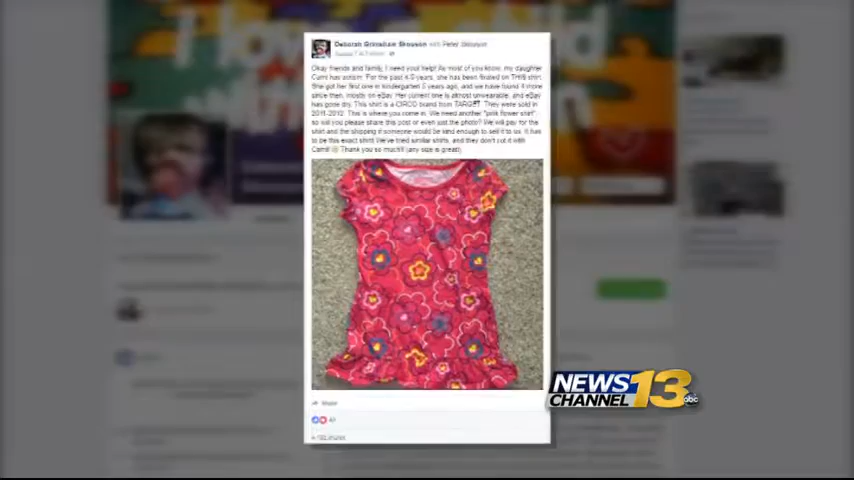 I love
Child
Deborah Grimshaw Skouson with Peter Skouson
Okay friends and family, I need your help! As most of you know, my daughter
Cami has autism. For the past 4-5 years, she has been fixated on THIS shirt.
She got her first one in kindergarten 5 years ago, and we have found 4 more
since then, mostly on eBay. Her current one is almost unwearable, and eBay
has gone dry. This shirt is a CIRCO brand from TARGET. They were sold in
2011-2012. This is where you come in. We need another "pink flower shirt",
so will you please share this post or even just the photo? We will pay for the
shirt and the shipping if someone would be kind enough to sell it to us. It has
to be this exact shirt. We've tried similar shirts, and they don't cut it with
Cami! Thank you so much!!! (any size is great!)
Share
NEWS 13
CHANNEL abc